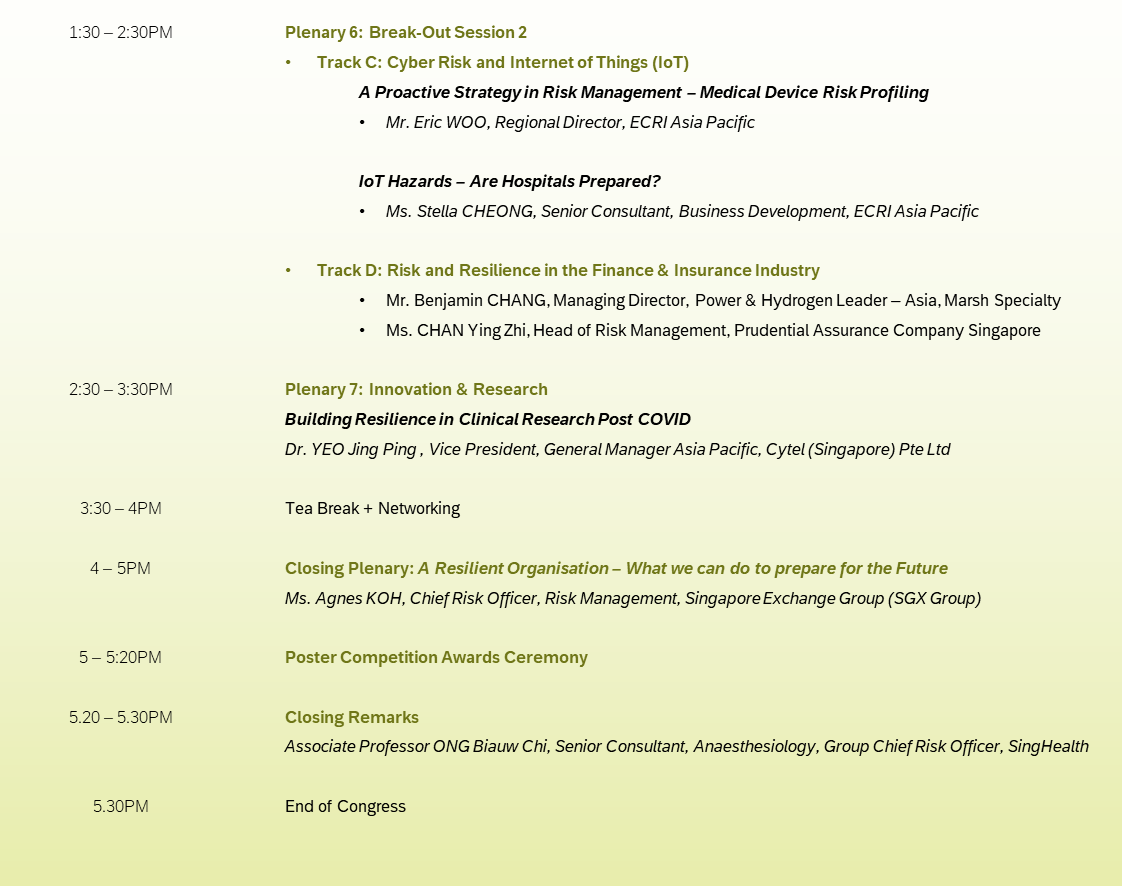 1:30 – 2:30PM Plenary 6: Break-Out Session 2
• Track C: Cyber Risk and Internet of Things (IoT)
A Proactive Strategy in Risk Management – Medical Device Risk Profiling
• Mr. Eric WOO, Regional Director, ECRI Asia Pacific
IoT Hazards – Are Hospitals Prepared?
• Ms. Stella CHEONG, Senior Consultant, Business Development, ECRI Asia Pacific
• Track D: Risk and Resilience in the Finance & Insurance Industry
• Mr. Benjamin CHANG, Managing Director, Power & Hydrogen Leader – Asia, Marsh Specialty
• Ms. CHAN Ying Zhi, Head of Risk Management, Prudential Assurance Company Singapore
2:30 – 3:30PM Plenary 7: Innovation & Research
Building Resilience in Clinical Research Post COVID
Dr. YEO Jing Ping , Vice President, General Manager Asia Pacific, Cytel (Singapore) Pte Ltd
3:30 – 4PM Tea Break + Networking
4 – 5PM Closing Plenary: A Resilient Organisation – What we can do to prepare for the Future
Ms. Agnes KOH, Chief Risk Officer, Risk Management, Singapore Exchange Group (SGX Group)
5 – 5:20PM Poster Competition Awards Ceremony
5.20 – 5.30PM Closing Remarks
Associate Professor ONG Biauw Chi, Senior Consultant, Anaesthesiology, Group Chief Risk Officer, SingHealth
5.30PM End of Congress